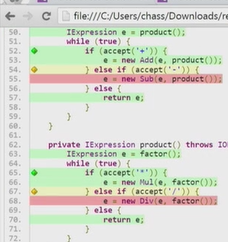 file:///C:/Users/chass/Downloads/re
50. IExpression e = product();
51. while (true) {
52. if (accept('+')) {
53. e = new Add(e, product());
54. } else if (accept('-')) {
55. e = new Sub(e, product());
56. } else {
57. return e;
58. }
59. }
60. }
61.
62. private IExpression product() throws IO
63. IExpression e = factor();
64. while (true) {
65. if (accept('*')) {
66. e = new Mul(e, factor());
67. } else if (accept('/')) {
68. e = new Div(e, factor());
69. } else {
70. return e;
71. }
72. }